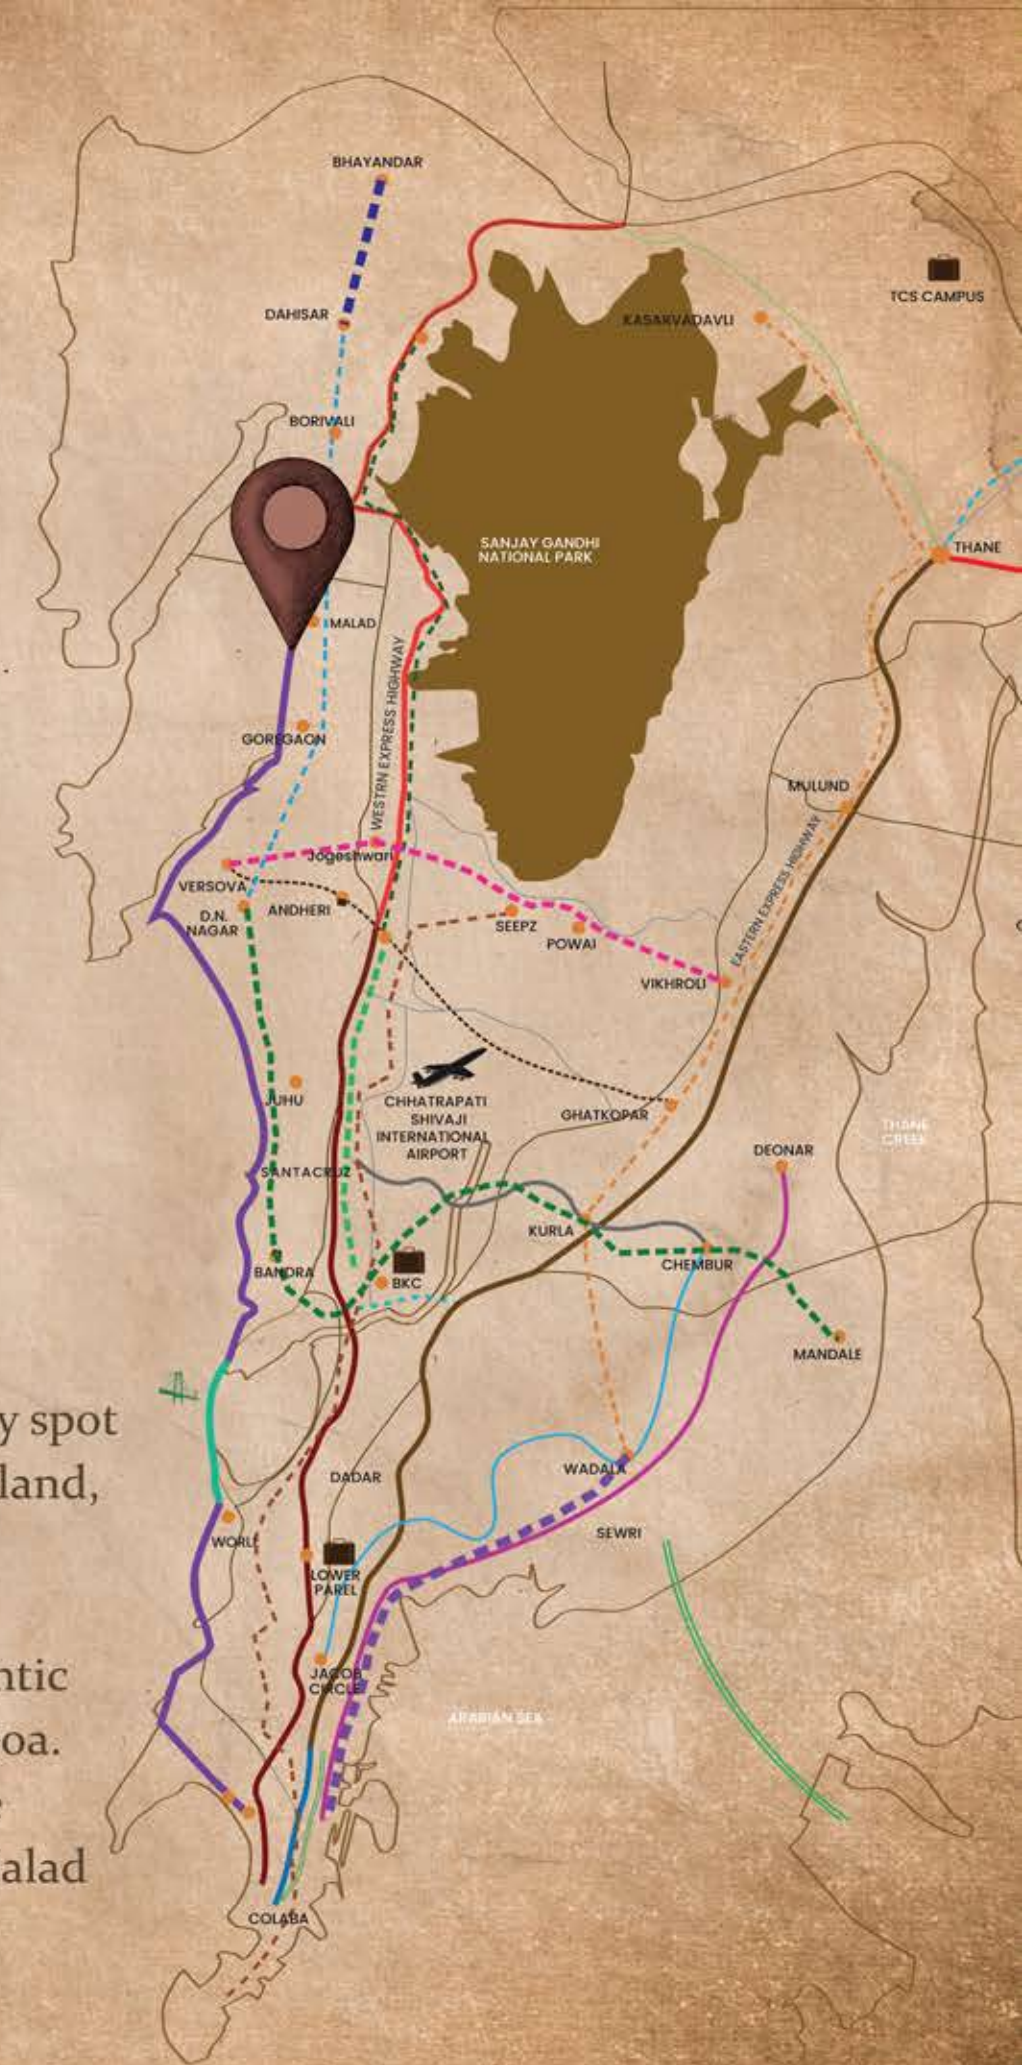 BHAYANDAR
TCS CAMPUS
DAHISAR
KASARVADAVLI
BORIVALI
SANJAY GANDHI
NATIONAL PARK
THANE
MALAD
WESTRN EXPRESS HIGHWAY
GOREGAON
MULUND
EASTERN EXPRESS HIGHWAY
Jogeshwari
VERSOVA
D.N.
NAGAR
ANDHERI
SEEPZ
POWAI
VIKHROLI
JUHU
CHHATRAPATI
SHIVAJI
INTERNATIONAL
AIRPORT
GHATKOPAR
THANE
CREEK
DEONAR
SANTACRUZ
KURLA
BANDRA
BKC
CHEMBUR
MANDALE
y spot
land,
DADAR
WADALA
SEWRI
WORLI
LOWER
PAREL
JACOB
CIRCLE
ntic
oa.
ARABIAN SEA
alad
COLABA